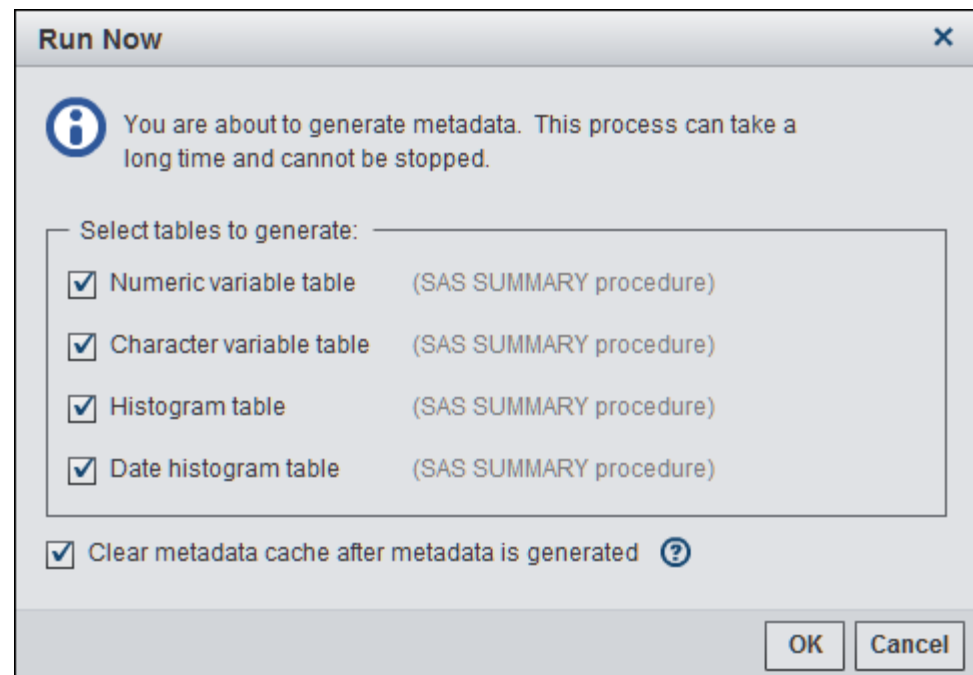 Run Now
You are about to generate metadata. This process can take a
long time and cannot be stopped.
Select tables to generate:
Numeric variable table (SAS SUMMARY procedure)
Character variable table (SAS SUMMARY procedure)
Histogram table (SAS SUMMARY procedure)
Date histogram table (SAS SUMMARY procedure)
Clear metadata cache after metadata is generated ?
OK Cancel